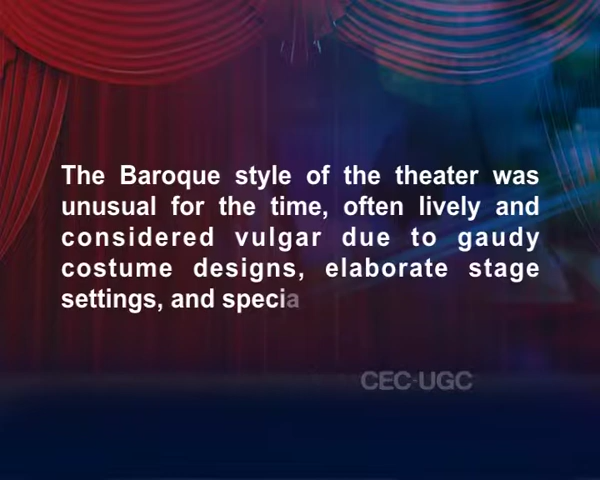 The Baroque style of the theater was
unusual for the time, often lively and
considered vulgar due to gaudy
costume designs, elaborate stage
settings, and specia
CEC-UGC